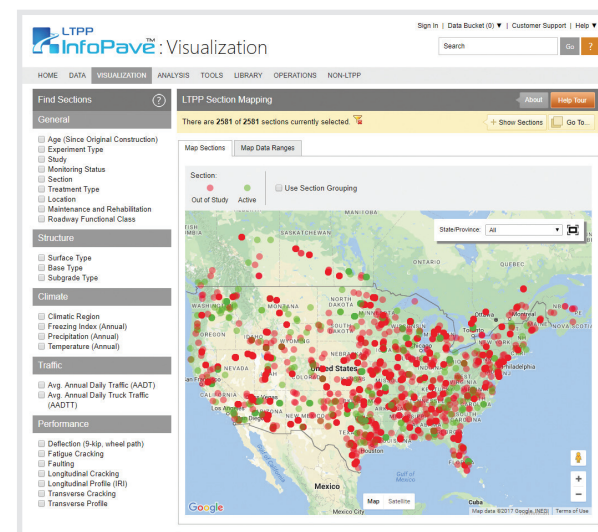 Sign In | Data Bucket (0) ▼ | Customer Support | Help ▼
LTPP
InfoPave™: Visualization
Search
Go
?
HOME DATA VISUALIZATION ANALYSIS TOOLS LIBRARY OPERATIONS NON-LTPP
Find Sections
?
General
Age (Since Original Construction)
Experiment Type
Study
Monitoring Status
Section
Treatment Type
Location
Maintenance and Rehabilitation
Roadway Functional Class
Structure
Surface Type
Base Type
Subgrade Type
Climate
Climatic Region
Freezing Index (Annual)
Precipitation (Annual)
Temperature (Annual)
Traffic
Avg. Annual Daily Traffic (AADT)
Avg. Annual Daily Truck Traffic
(AADTT)
Performance
Deflection (9-kip, wheel path)
Fatigue Cracking
Faulting
Longitudinal Cracking
Longitudinal Profile (IRI)
Transverse Cracking
Transverse Profile
LTPP Section Mapping
About
Help Tour
There are 2581 of 2581 sections currently selected.
+ Show Sections
Go To...
Map Sections
Map Data Ranges
Section:
Out of Study
Active
Use Section Grouping
State/Province: All
MANITOBA
SASKATCHEWAN
ONTARIO
QUEBEC
NORTH
DAKOTA
MONTANA
OREGON
WYOMING
Ottawa
Montreal
Toronto
NOVA SCOTIA
NEVADA
United States
Philadelphia
Houston
Gulf of
Mexico
Mexico
Mexico City
Cuba
Map Satellite
+
−
Google
Map data ©2017 Google, INEGI
Terms of Use